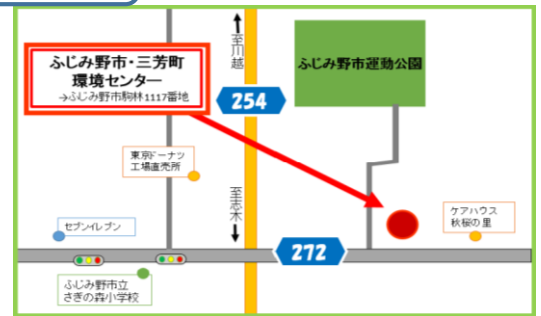 至川越
ふじみ野市・三芳町
環境センター
→ふじみ野市駒林1117番地
ふじみ野市運動公園
254
東京ドーナツ
工場直売所
至志木
セブンイレブン
ケアハウス
秋桜の里
272
ふじみ野市立
さぎの森小学校